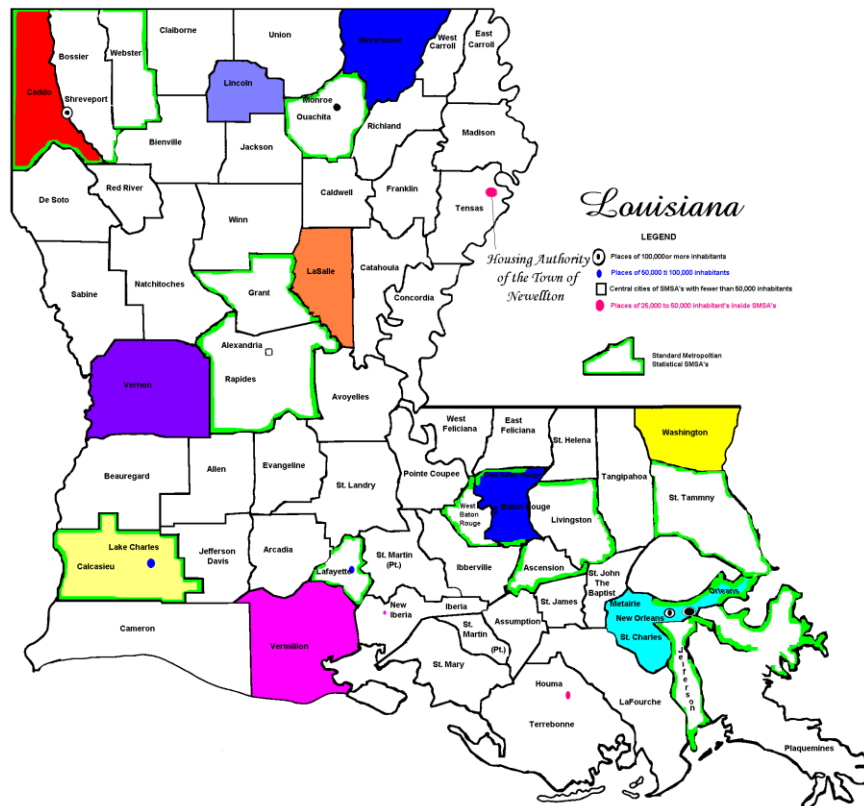 Claiborne
Union
Morehouse
West
Carroll
East
Carroll
Bossier
Webster
Caddo
Shreveport
Lincoln
Monroe
Ouachita
Richland
Madison
Bienville
Jackson
De Soto
Red River
Caldwell
Franklin
Tensas
Winn
Louisiana
LEGEND
Places of 100,000or more inhabitants
Places of 50,000 ti 100,000 inhabitants
Central cities of SMSA's with fewer than 50,000 inhabitants
Places of 25,000 to 50,000 inhabitant's inside SMSA's
Standard Metropoltian
Statistical SMSA's
Housing Authority
of the Town of
Newellton
LaSalle
Catahoula
Natchitoches
Sabine
Grant
Concordia
Alexandria
Rapides
Vernon
Avoyelles
West
Feliciana
East
Feliciana
St. Helena
Washington
Beauregard
Allen
Evangeline
St. Landry
Pointe Coupee
Tangipahoa
St. Tammny
West
Baton
Rouge
Baton Rouge
Livingston
Lake Charles
Calcasieu
Jefferson
Davis
Arcadia
Lafayette
St. Martin
(Pt.)
Ibberville
Ascension
St. John
The
Baptist
Orleans
Metairie
New Orleans
St. Charles
Cameron
Vermillion
New
Iberia
Iberia
St.
Martin
(Pt.)
Assumption
St. James
Jefferson
St. Mary
Houma
Terrebonne
LaFourche
Plaquemines